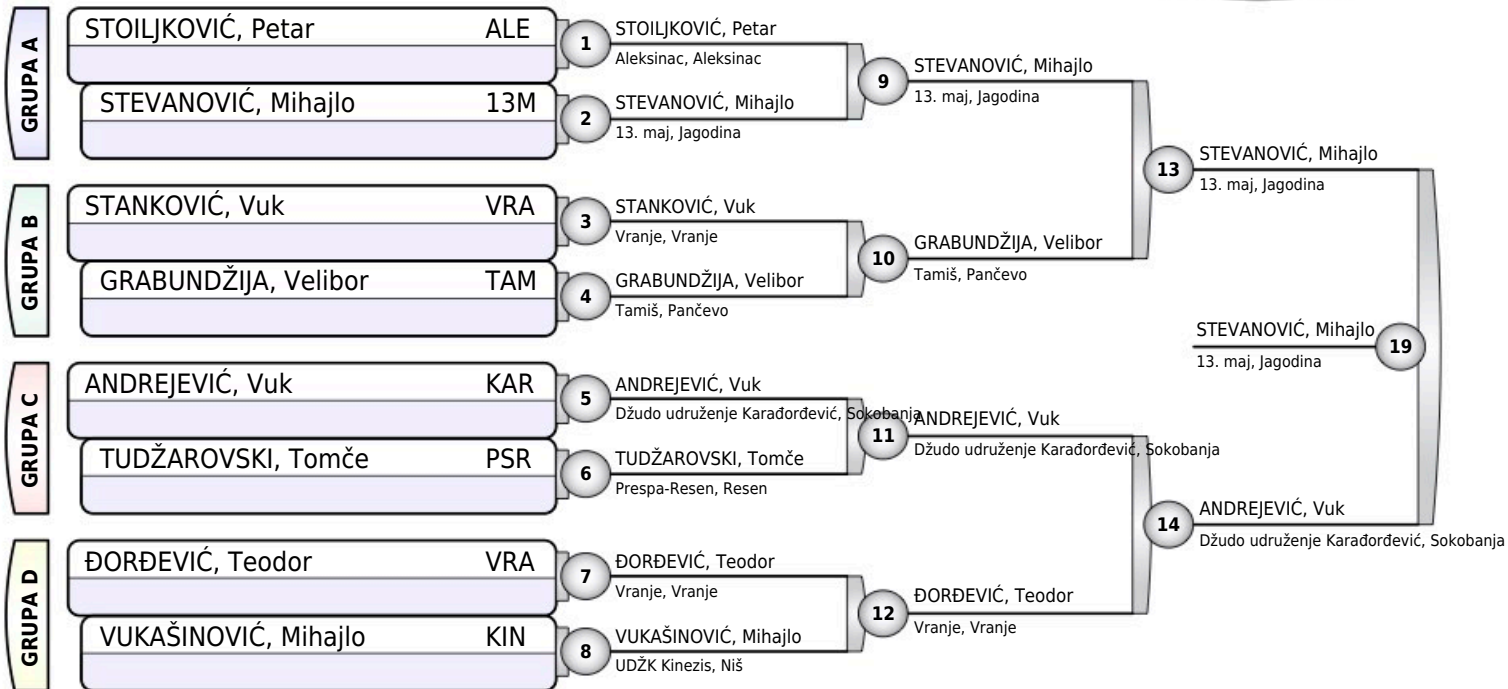 GRUPA A
STOILJKOVIĆ, Petar ALE
STEVANOVIĆ, Mihajlo 13M
1
STOILJKOVIĆ, Petar
Aleksinac, Aleksinac
2
STEVANOVIĆ, Mihajlo
13. maj, Jagodina
9
STEVANOVIĆ, Mihajlo
13. maj, Jagodina
GRUPA B
STANKOVIĆ, Vuk VRA
GRABUNDŽIJA, Velibor TAM
3
STANKOVIĆ, Vuk
Vranje, Vranje
4
GRABUNDŽIJA, Velibor
Tamiš, Pančevo
10
GRABUNDŽIJA, Velibor
Tamiš, Pančevo
13
STEVANOVIĆ, Mihajlo
13. maj, Jagodina
GRUPA C
ANDREJEVIĆ, Vuk KAR
TUDŽAROVSKI, Tomče PSR
5
ANDREJEVIĆ, Vuk
Džudo udruženje Karađorđević, Sokobanja
6
TUDŽAROVSKI, Tomče
Prespa-Resen, Resen
11
ANDREJEVIĆ, Vuk
Džudo udruženje Karađorđević, Sokobanja
GRUPA D
ĐORĐEVIĆ, Teodor VRA
VUKAŠINOVIĆ, Mihajlo KIN
7
ĐORĐEVIĆ, Teodor
Vranje, Vranje
8
VUKAŠINOVIĆ, Mihajlo
UDŽK Kinezis, Niš
12
ĐORĐEVIĆ, Teodor
Vranje, Vranje
14
ANDREJEVIĆ, Vuk
Džudo udruženje Karađorđević, Sokobanja
STEVANOVIĆ, Mihajlo
13. maj, Jagodina
19